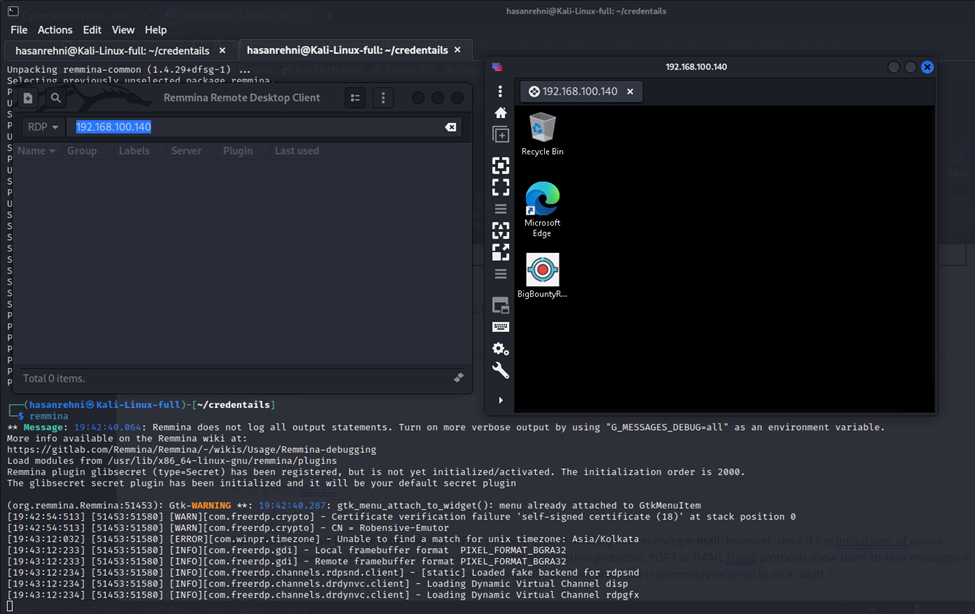 hasanrehni@Kali-Linux-full: ~/credentails
File Actions Edit View Help
hasanrehni@Kali-Linux-full: ~/credentails × hasanrehni@Kali-Linux-full: ~/credentails ×
Unpacking remmina-common (1.4.29+dfsg-1) ...
Selecting previously unselected package remmina.
Remmina Remote Desktop Client
RDP 192.168.100.140
Name Group Labels Server Plugin Last used
Total 0 items.
192.168.100.140
192.168.100.140 ×
Recycle Bin
Microsoft
Edge
BigBountyR...
┌──(hasanrehni㉿Kali-Linux-full)-[~/credentails]
└─$ remmina
** Message: 19:42:40.064: Remmina does not log all output statements. Turn on more verbose output by using "G_MESSAGES_DEBUG=all" as an environment variable.
More info available on the Remmina wiki at:
https://gitlab.com/Remmina/Remmina/-/wikis/Usage/Remmina-debugging
Load modules from /usr/lib/x86_64-linux-gnu/remmina/plugins
Remmina plugin glibsecret (type=Secret) has been registered, but is not yet initialized/activated. The initialization order is 2000.
The glibsecret secret plugin has been initialized and it will be your default secret plugin
(org.remmina.Remmina:51453): Gtk-WARNING **: 19:42:40.287: gtk_menu_attach_to_widget(): menu already attached to GtkMenuItem
[19:42:54:513] [51453:51580] [WARN][com.freerdp.crypto] - Certificate verification failure 'self-signed certificate (18)' at stack position 0
[19:42:54:513] [51453:51580] [WARN][com.freerdp.crypto] - CN = Robensive-Emutor
[19:43:12:032] [51453:51580] [ERROR][com.winpr.timezone] - Unable to find a match for unix timezone: Asia/Kolkata
[19:43:12:233] [51453:51580] [INFO][com.freerdp.gdi] - Local framebuffer format PIXEL_FORMAT_BGRA32
[19:43:12:233] [51453:51580] [INFO][com.freerdp.gdi] - Remote framebuffer format PIXEL_FORMAT_BGRA32
[19:43:12:234] [51453:51580] [INFO][com.freerdp.channels.rdpsnd.client] - [static] Loaded fake backend for rdpsnd
[19:43:12:234] [51453:51580] [INFO][com.freerdp.channels.drdynvc.client] - Loading Dynamic Virtual Channel disp
[19:43:12:234] [51453:51580] [INFO][com.freerdp.channels.drdynvc.client] - Loading Dynamic Virtual Channel rdpgfx